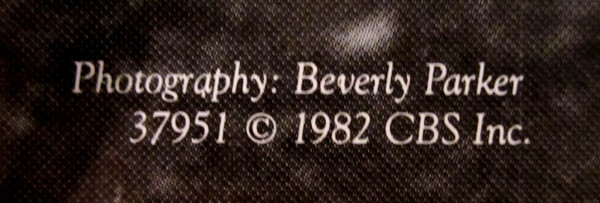 Photography: Beverly Parker
37951 © 1982 CBS Inc.